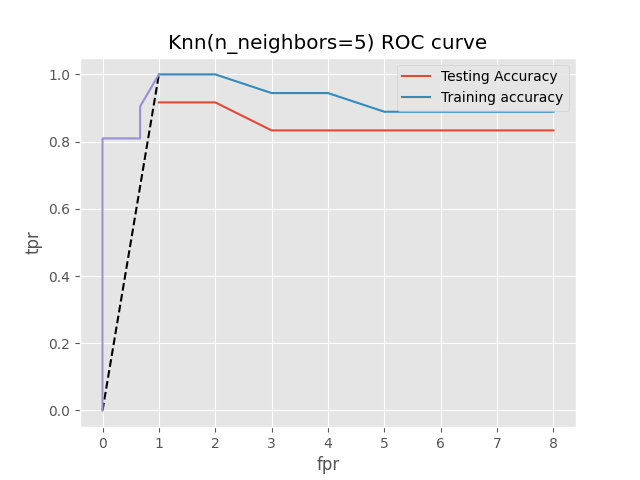 Knn(n_neighbors=5) ROC curve
Testing Accuracy
Training accuracy
1.0
0.8
0.6
0.4
0.2
0.0
tpr
0 1 2 3 4 5 6 7 8
fpr